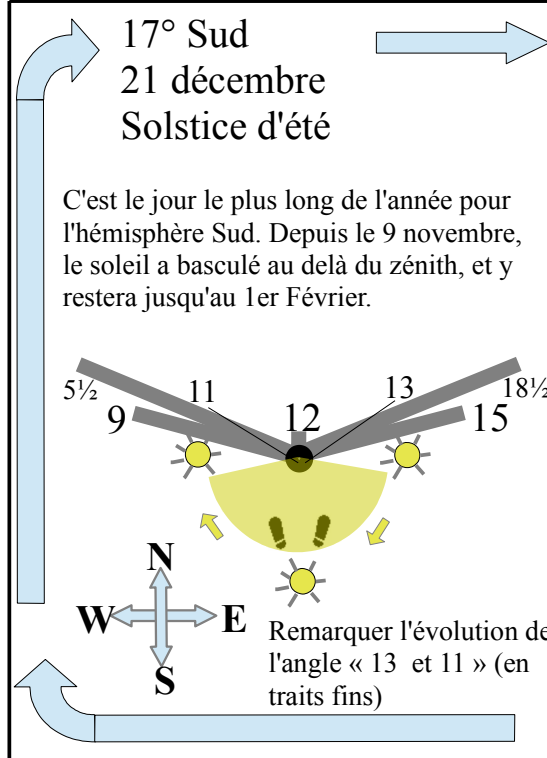 17° Sud
21 décembre
Solstice d'été
C'est le jour le plus long de l'année pour
l'hémisphère Sud. Depuis le 9 novembre,
le soleil a basculé au delà du zénith, et y
restera jusqu'au 1er Février.
5½ 11 13 18½
9 12 15
N
W E
S
Remarquer l'évolution de
l'angle « 13 et 11 » (en
traits fins)